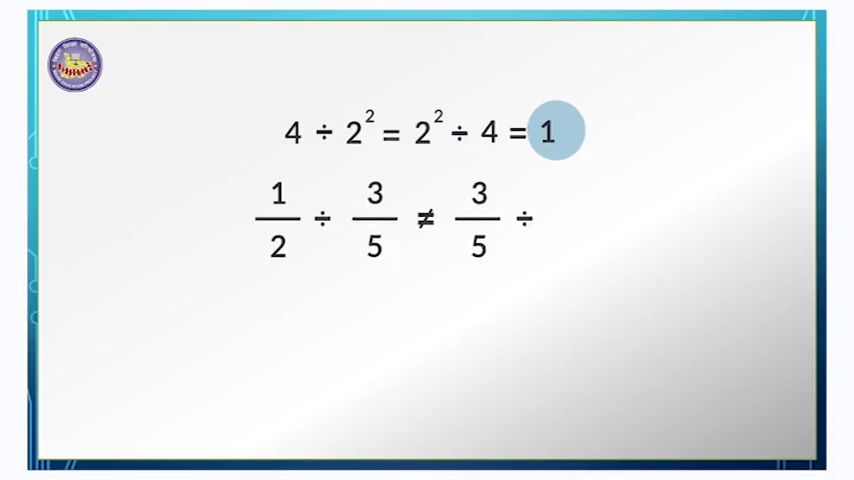 4 ÷ 2² = 2² ÷ 4 = 1
1/2 ÷ 3/5 ≠ 3/5 ÷